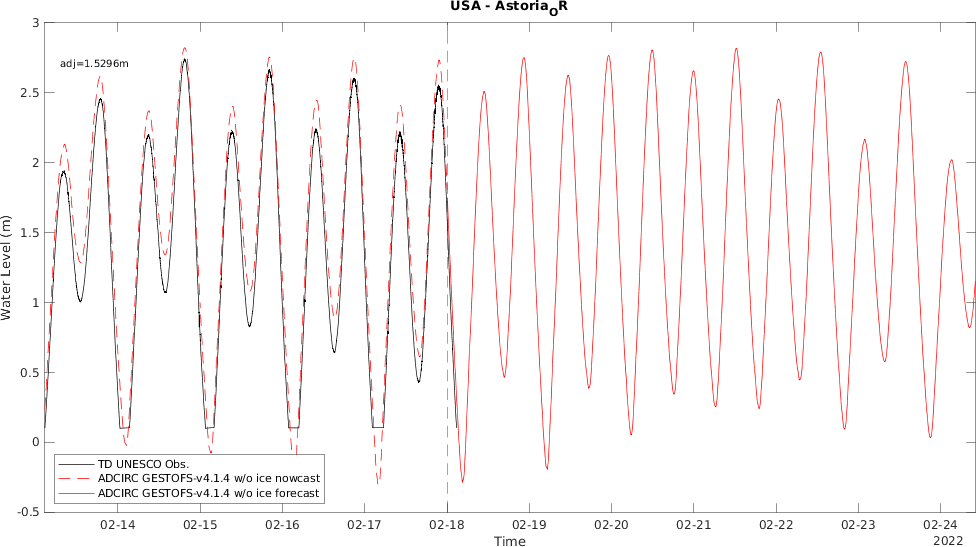 USA - Astoria_OR
adj=1.5296m
3
2.5
2
1.5
1
0.5
0
-0.5
Water Level (m)
TD UNESCO Obs.
ADCIRC GESTOFS-v4.1.4 w/o ice nowcast
ADCIRC GESTOFS-v4.1.4 w/o ice forecast
02-14 02-15 02-16 02-17 02-18 02-19 02-20 02-21 02-22 02-23 02-24
Time
2022